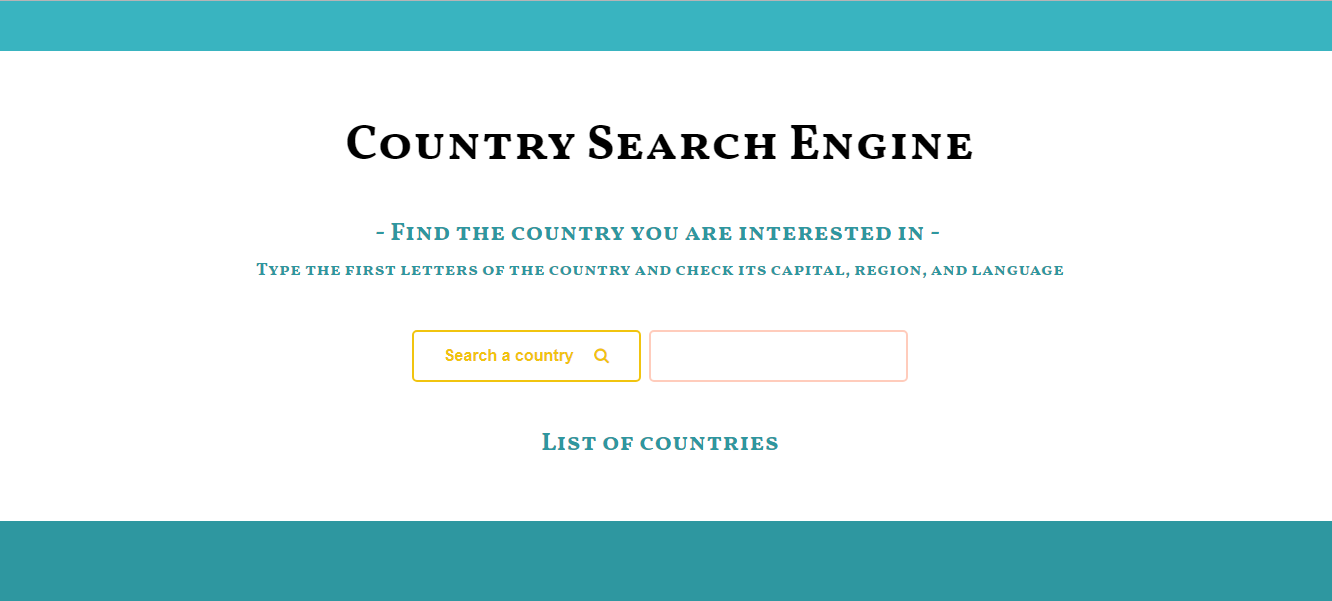 Country Search Engine
- Find the country you are interested in -
Type the first letters of the country and check its capital, region, and language
Search a country
List of countries